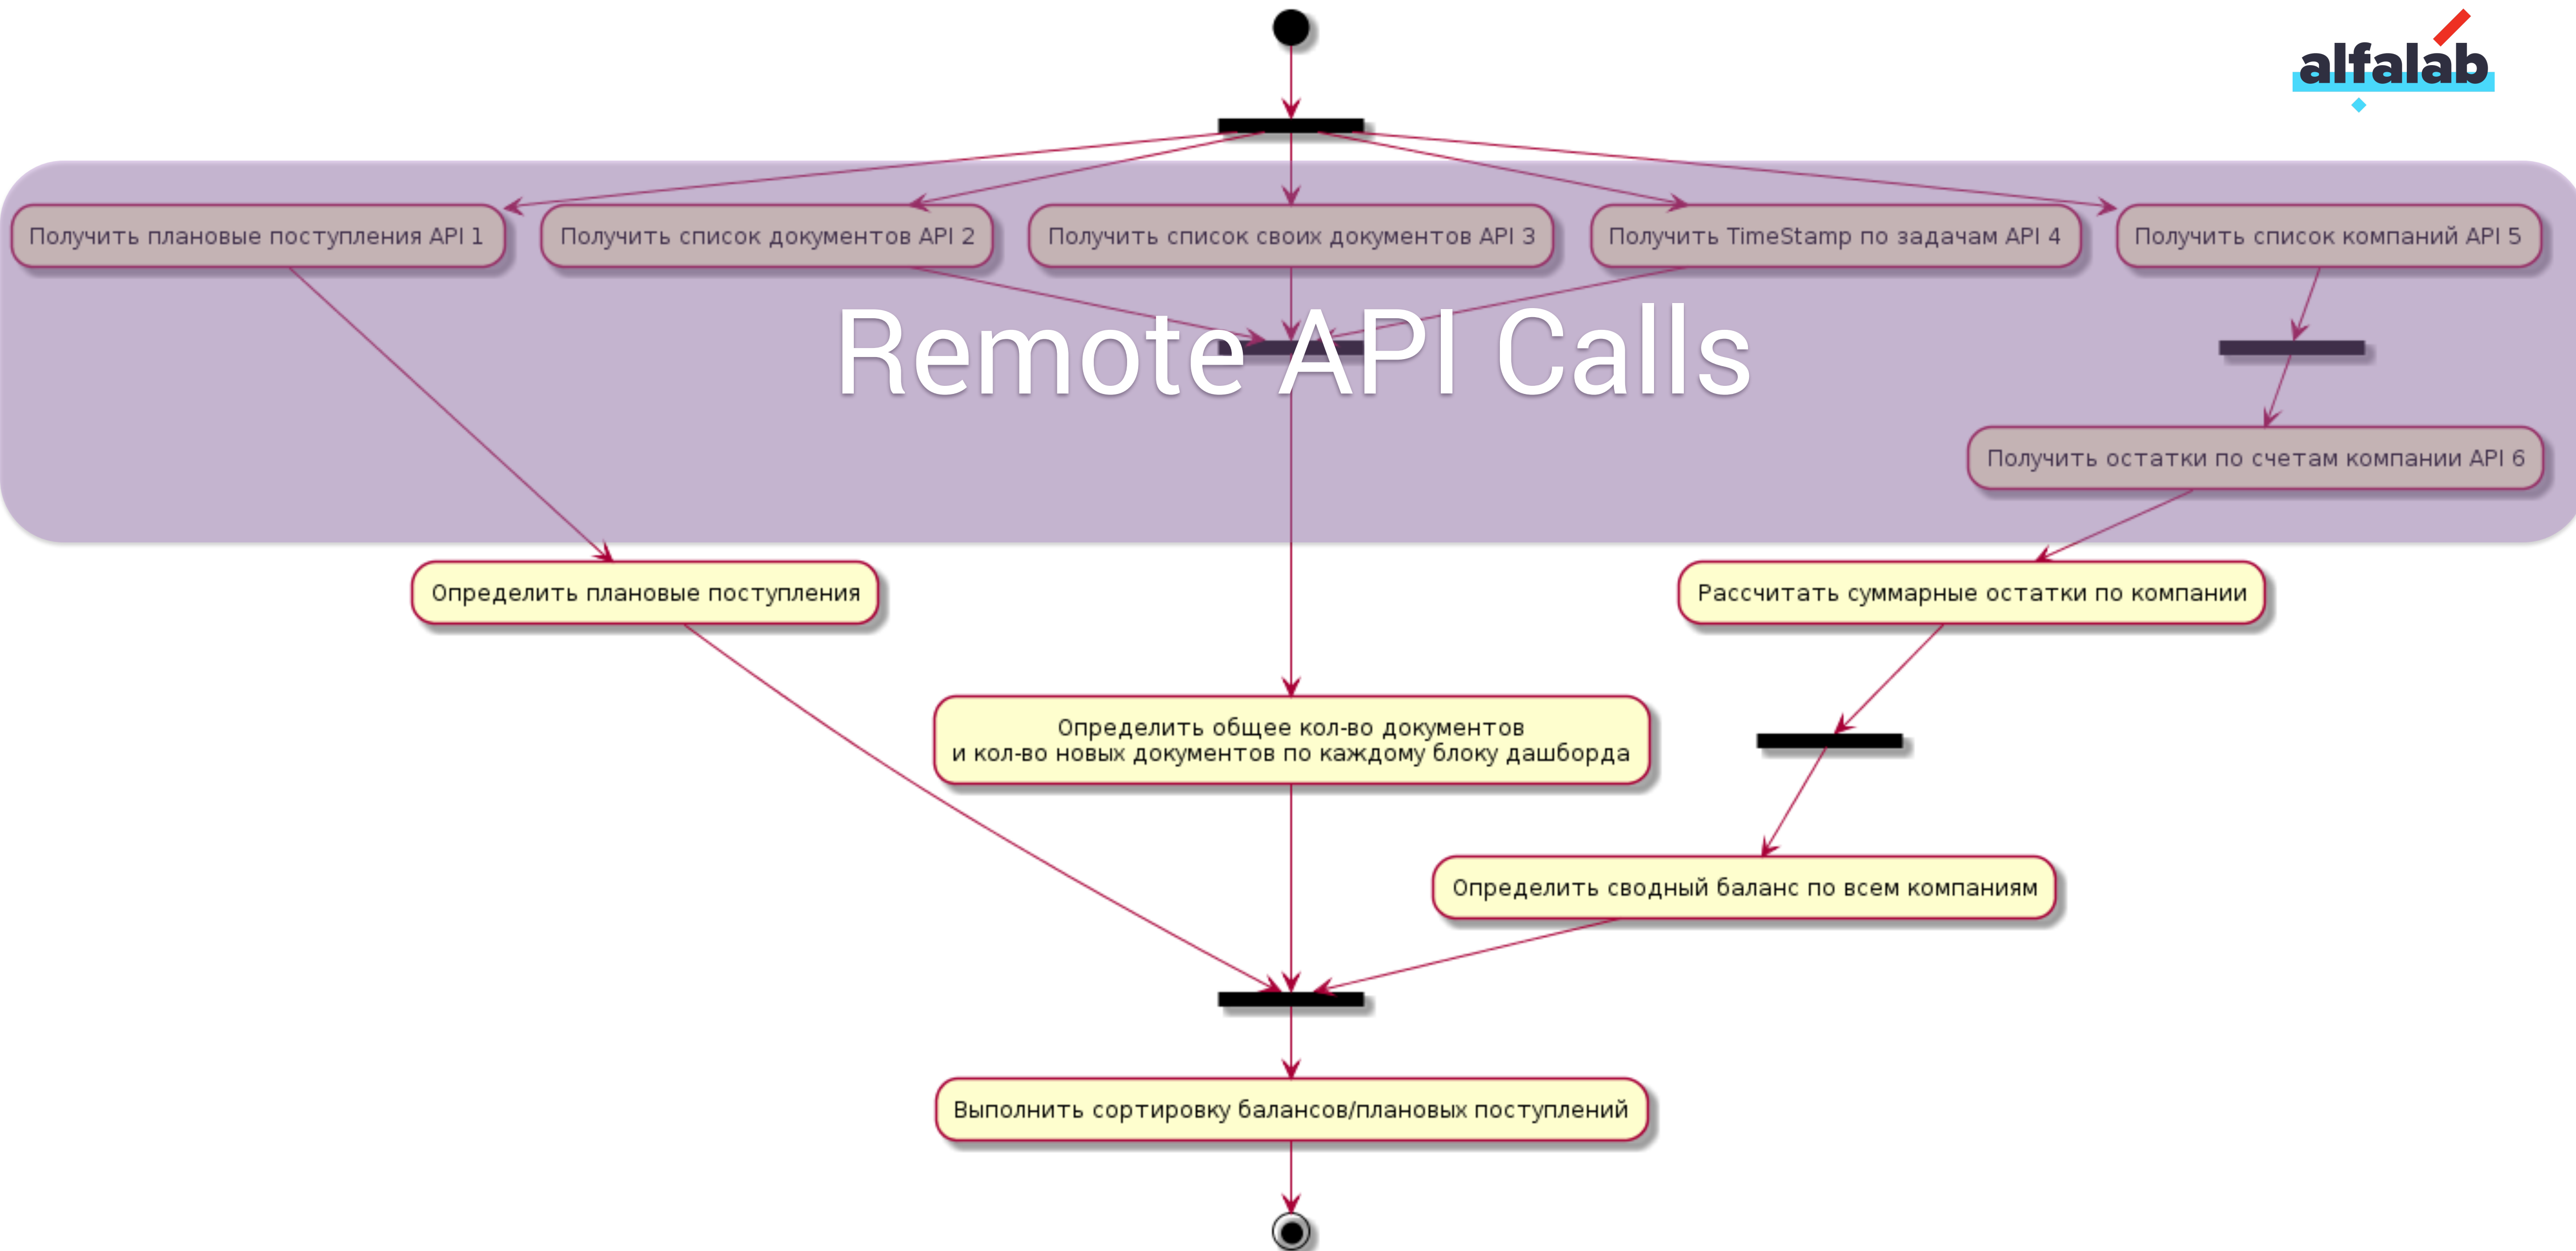 alfalab
Получить плановые поступления API 1
Получить список документов API 2
Получить список своих документов API 3
Получить TimeStamp по задачам API 4
Получить список компаний API 5
Remote API Calls
Получить остатки по счетам компании API 6
Определить плановые поступления
Рассчитать суммарные остатки по компании
Определить общее кол-во документов
и кол-во новых документов по каждому блоку дашборда
Определить сводный баланс по всем компаниям
Выполнить сортировку балансов/плановых поступлений